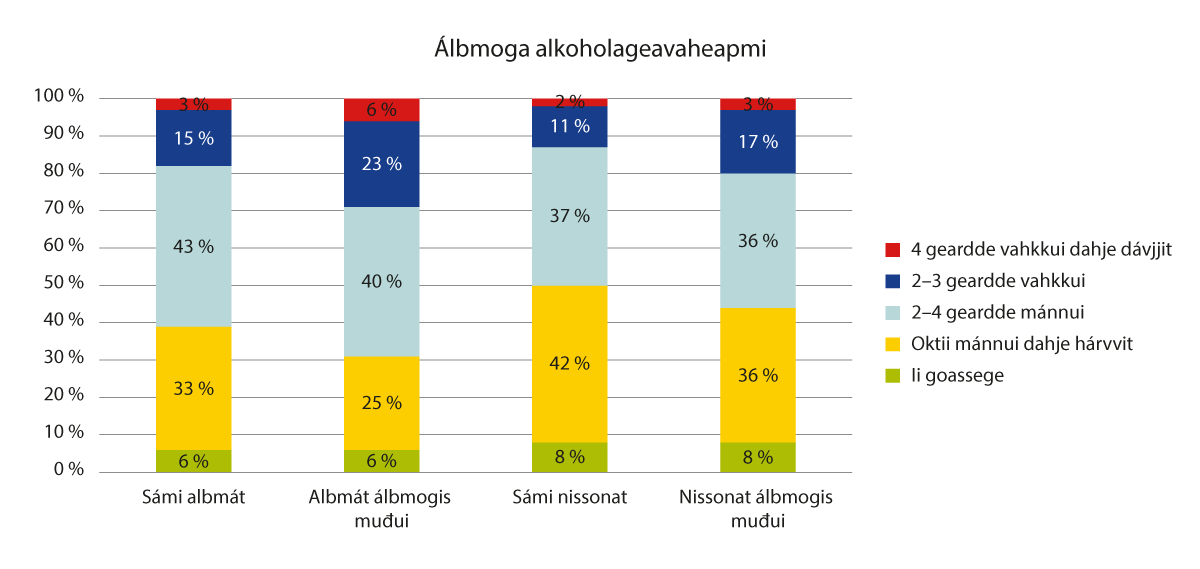 Álbmoga alkoholageavaheapmi
100 %
90 %
80 %
70 %
60 %
50 %
40 %
30 %
20 %
10 %
0 %
3 %
15 %
43 %
33 %
6 %
6 %
23 %
40 %
25 %
6 %
2 %
11 %
37 %
42 %
8 %
3 %
17 %
36 %
36 %
8 %
Sámi albmát
Albmát álbmogis
muđui
Sámi nissonat
Nissonat álbmogis
muđui
4 geardde vahkkui dahje dávjjit
2–3 geardde vahkkui
2–4 geardde mánnui
Oktii mánnui dahje hárvvit
Ii goassege